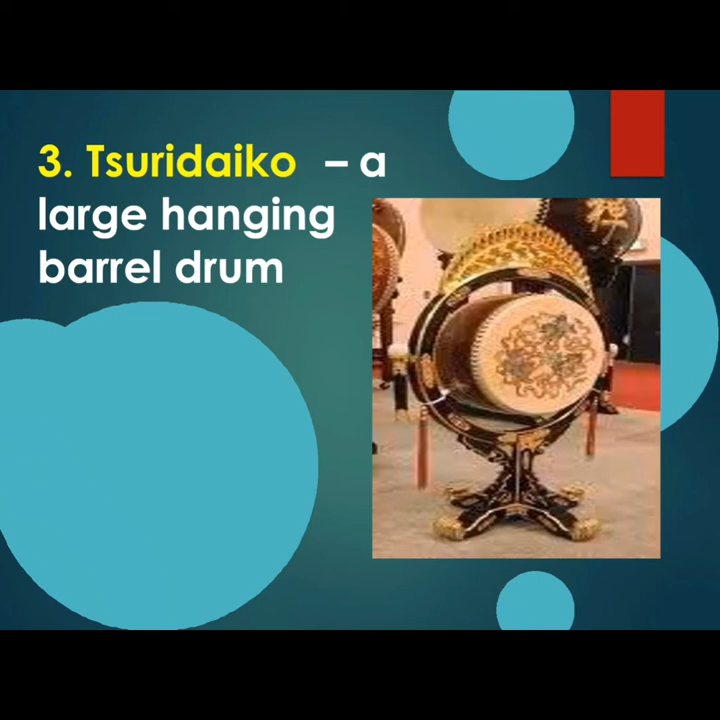 3. Tsuridaiko – a
large hanging
barrel drum